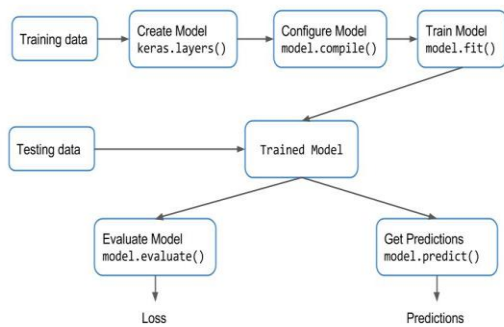 Training data
Create Model
keras.layers()
Configure Model
model.compile()
Train Model
model.fit()
Testing data
Trained Model
Evaluate Model
model.evaluate()
Get Predictions
model.predict()
Loss
Predictions